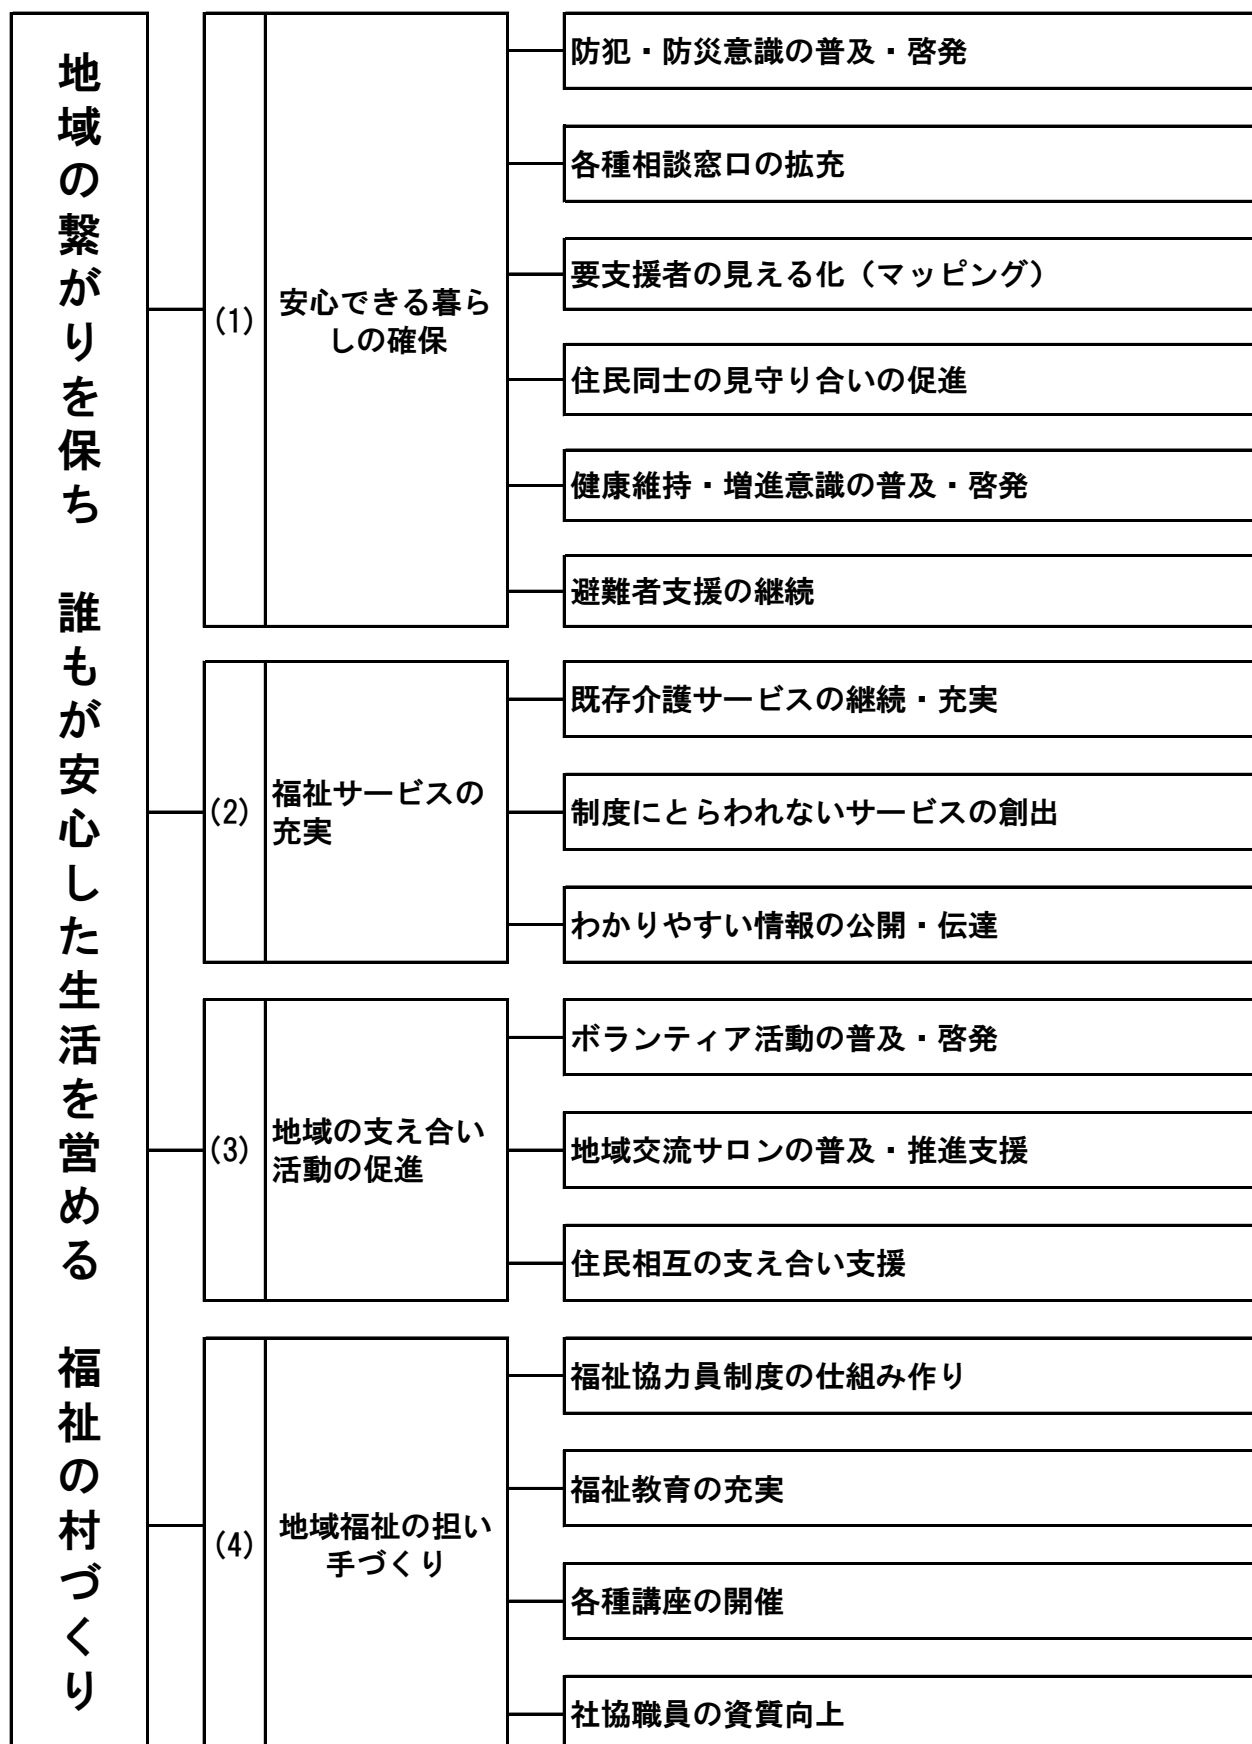 地域の繋がりを保ち　誰もが安心した生活を営める　福祉の村づくり
(1)
安心できる暮ら
しの確保
防犯・防災意識の普及・啓発
各種相談窓口の拡充
要支援者の見える化（マッピング）
住民同士の見守り合いの促進
健康維持・増進意識の普及・啓発
避難者支援の継続
(2)
福祉サービスの
充実
既存介護サービスの継続・充実
制度にとらわれないサービスの創出
わかりやすい情報の公開・伝達
(3)
地域の支え合い
活動の促進
ボランティア活動の普及・啓発
地域交流サロンの普及・推進支援
住民相互の支え合い支援
(4)
地域福祉の担い
手づくり
福祉協力員制度の仕組み作り
福祉教育の充実
各種講座の開催
社協職員の資質向上